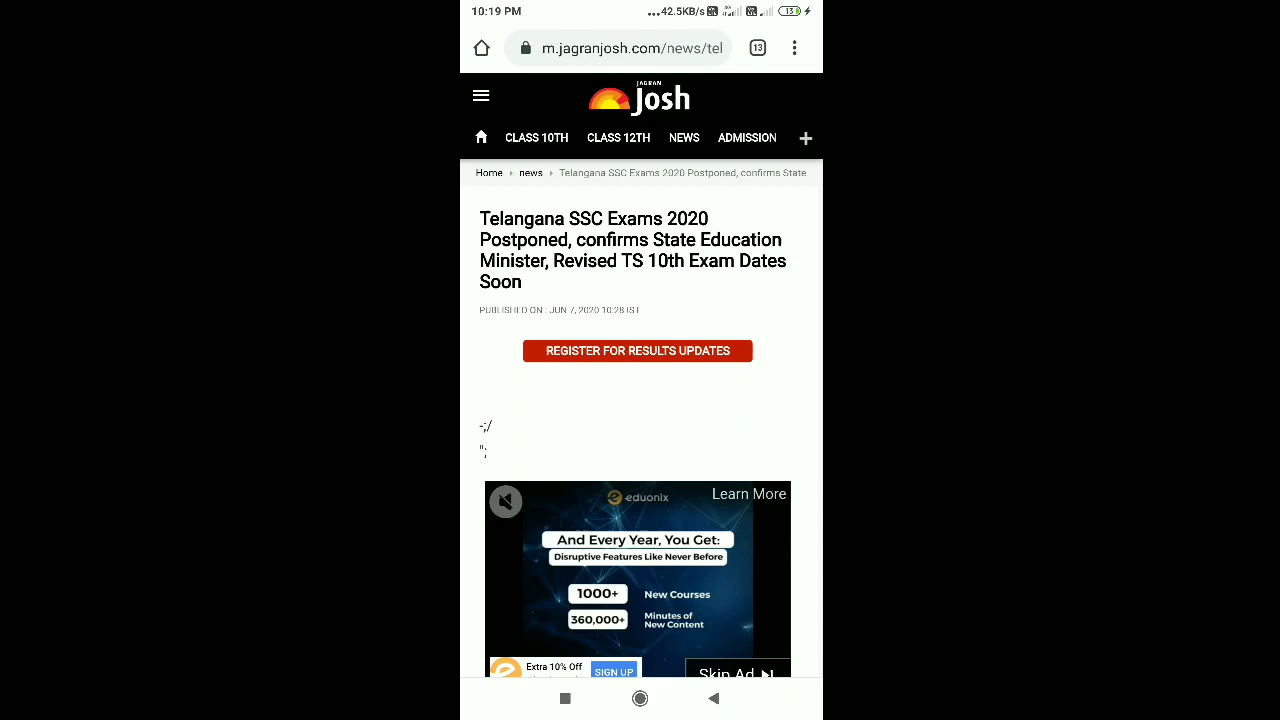 10:19 PM
...42.5KB/s
13
m.jagranjosh.com/news/tel
13
JAGRAN
Josh
CLASS 10TH CLASS 12TH NEWS ADMISSION +
Home news Telangana SSC Exams 2020 Postponed, confirms State
Telangana SSC Exams 2020
Postponed, confirms State Education
Minister, Revised TS 10th Exam Dates
Soon
PUBLISHED ON : JUN 7, 2020 10:28 IST
REGISTER FOR RESULTS UPDATES
-;/
";
eduonix
Learn More
And Every Year, You Get:
Disruptive Features Like Never Before
1000+ New Courses
360,000+ Minutes of
New Content
Extra 10% Off
SIGN UP
Skip Ad